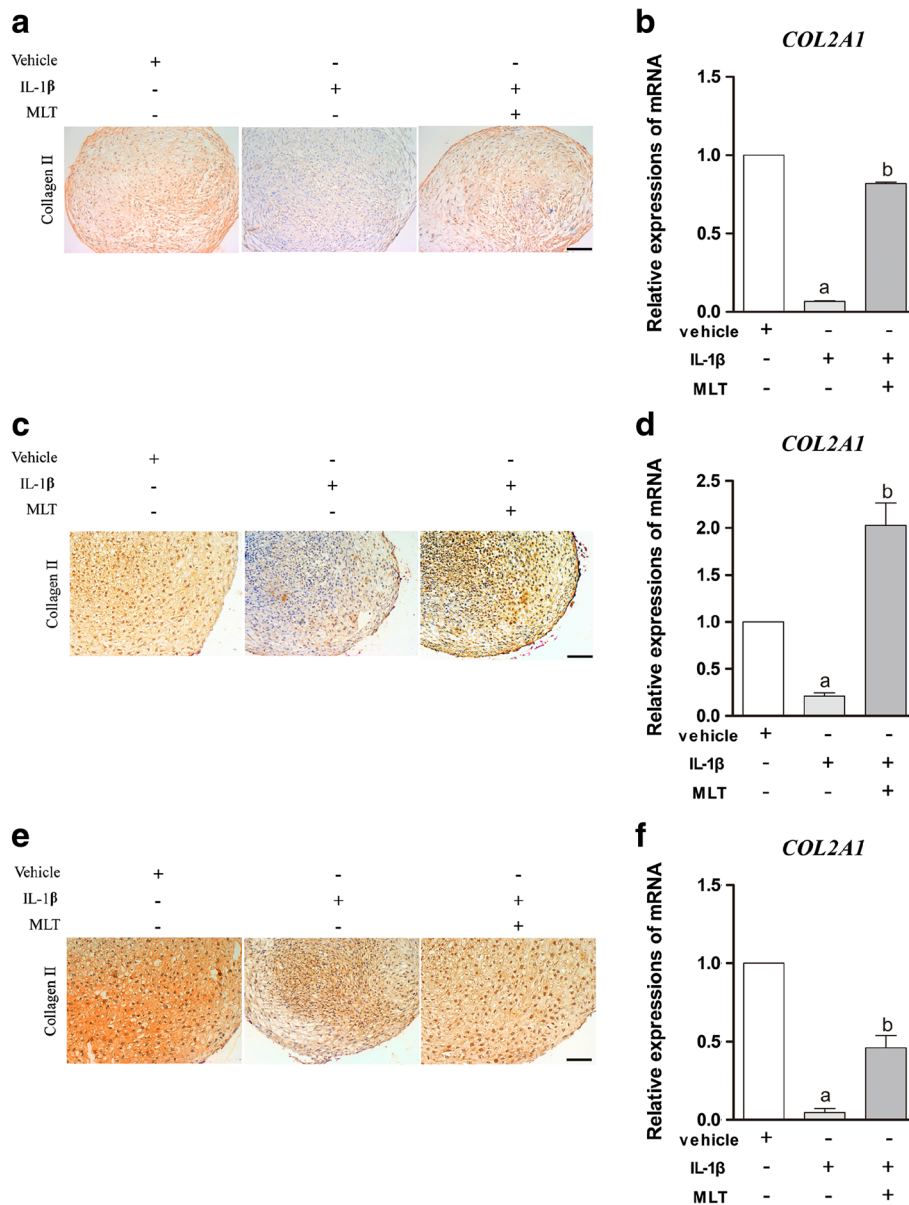 a
Vehicle + - -
IL-1β - + +
MLT - - +
Collagen II
b
COL2A1
Relative expressions of mRNA
1.5
1.0
0.5
0.0
a
b
vehicle + - -
IL-1β - + +
MLT - - +
c
Vehicle + - -
IL-1β - + +
MLT - - +
Collagen II
d
COL2A1
Relative expressions of mRNA
2.5
2.0
1.5
1.0
0.5
0.0
a
b
vehicle + - -
IL-1β - + +
MLT - - +
e
Vehicle + - -
IL-1β - + +
MLT - - +
Collagen II
f
COL2A1
Relative expressions of mRNA
1.5
1.0
0.5
0.0
a
b
vehicle + - -
IL-1β - + +
MLT - - +